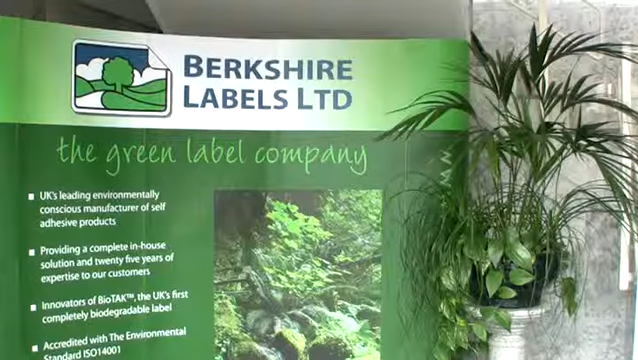 BERKSHIRE
LABELS LTD
the green label company
UK's leading environmentally
conscious manufacturer of self
adhesive products
Providing a complete in-house
solution and twenty five years of
expertise to our customers
Innovators of BioTAK™, the UK's first
completely biodegradable label
Accredited with The Environmental
Standard ISO14001